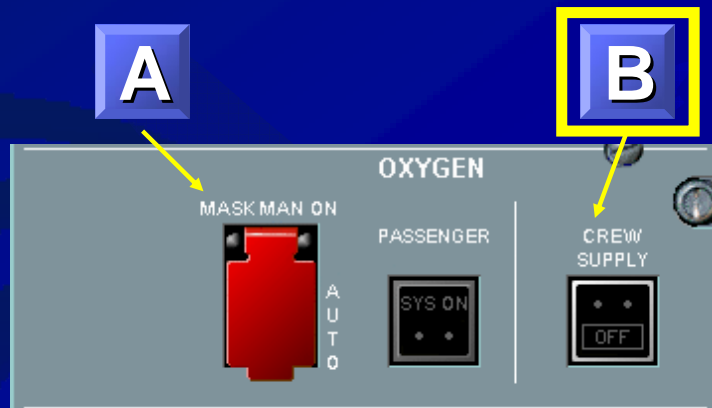 A
B
OXYGEN
MASK MAN ON
PASSENGER
CREW
SUPPLY
AUTO
SYS ON
OFF